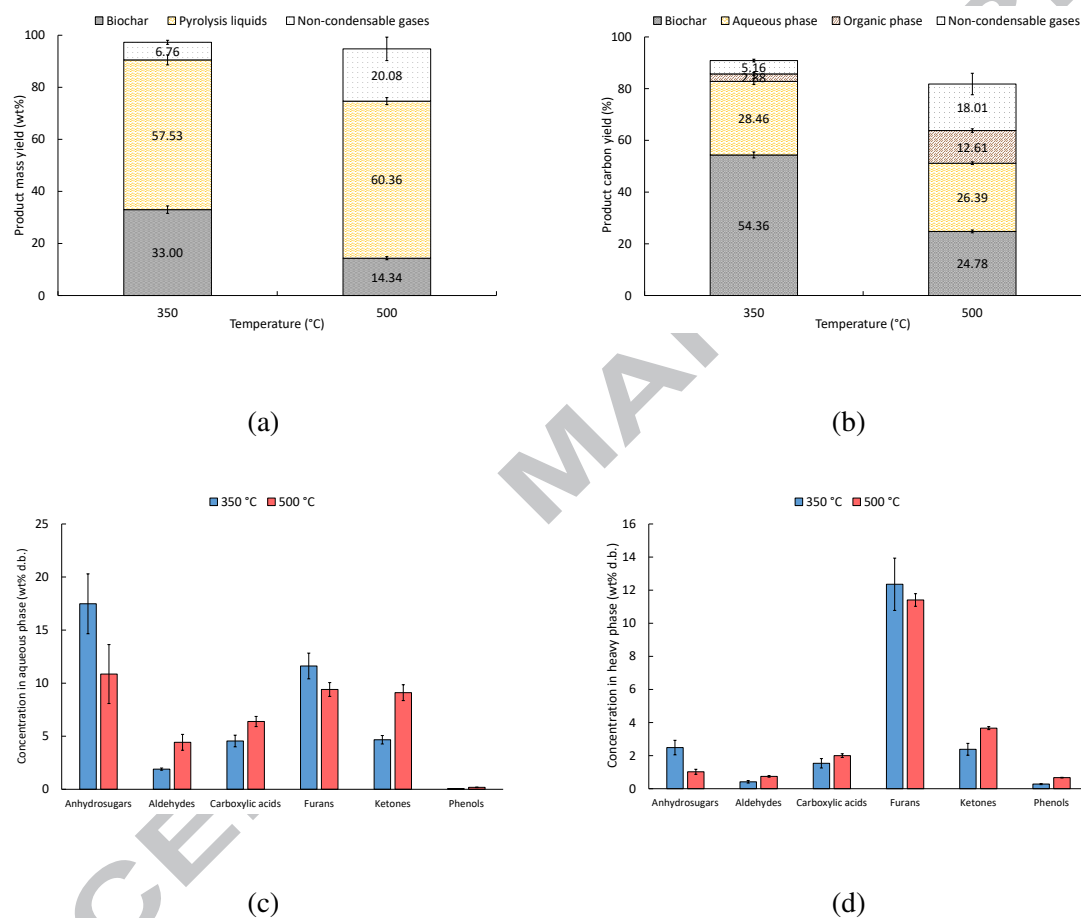 Biochar Pyrolysis liquids Non-condensable gases
Product mass yield (wt%)
100
80
60
40
20
0
6.76
57.53
33.00
20.08
60.36
14.34
350 500
Temperature (°C)
(a)
Biochar Aqueous phase Organic phase Non-condensable gases
Product carbon yield (%)
100
80
60
40
20
0
5.16
2.88
28.46
54.36
18.01
12.61
26.39
24.78
350 500
Temperature (°C)
(b)
350 °C 500 °C
Concentration in aqueous phase (wt% d.b.)
25
20
15
10
5
0
Anhydrosugars Aldehydes Carboxylic acids Furans Ketones Phenols
(c)
350 °C 500 °C
Concentration in heavy phase (wt% d.b.)
16
14
12
10
8
6
4
2
0
Anhydrosugars Aldehydes Carboxylic acids Furans Ketones Phenols
(d)